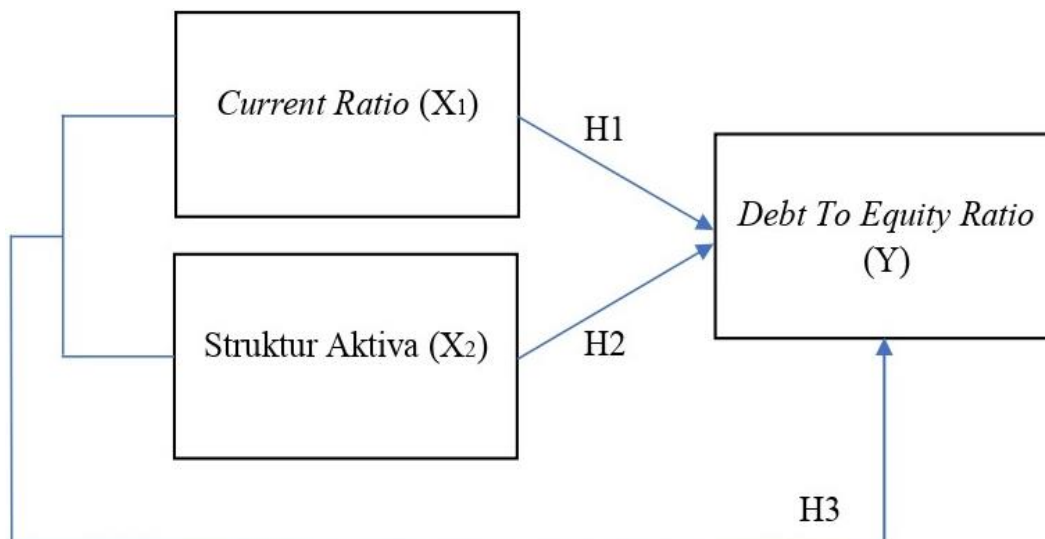 Current Ratio (X₁)
H1
Debt To Equity Ratio
(Y)
Struktur Aktiva (X₂)
H2
H3